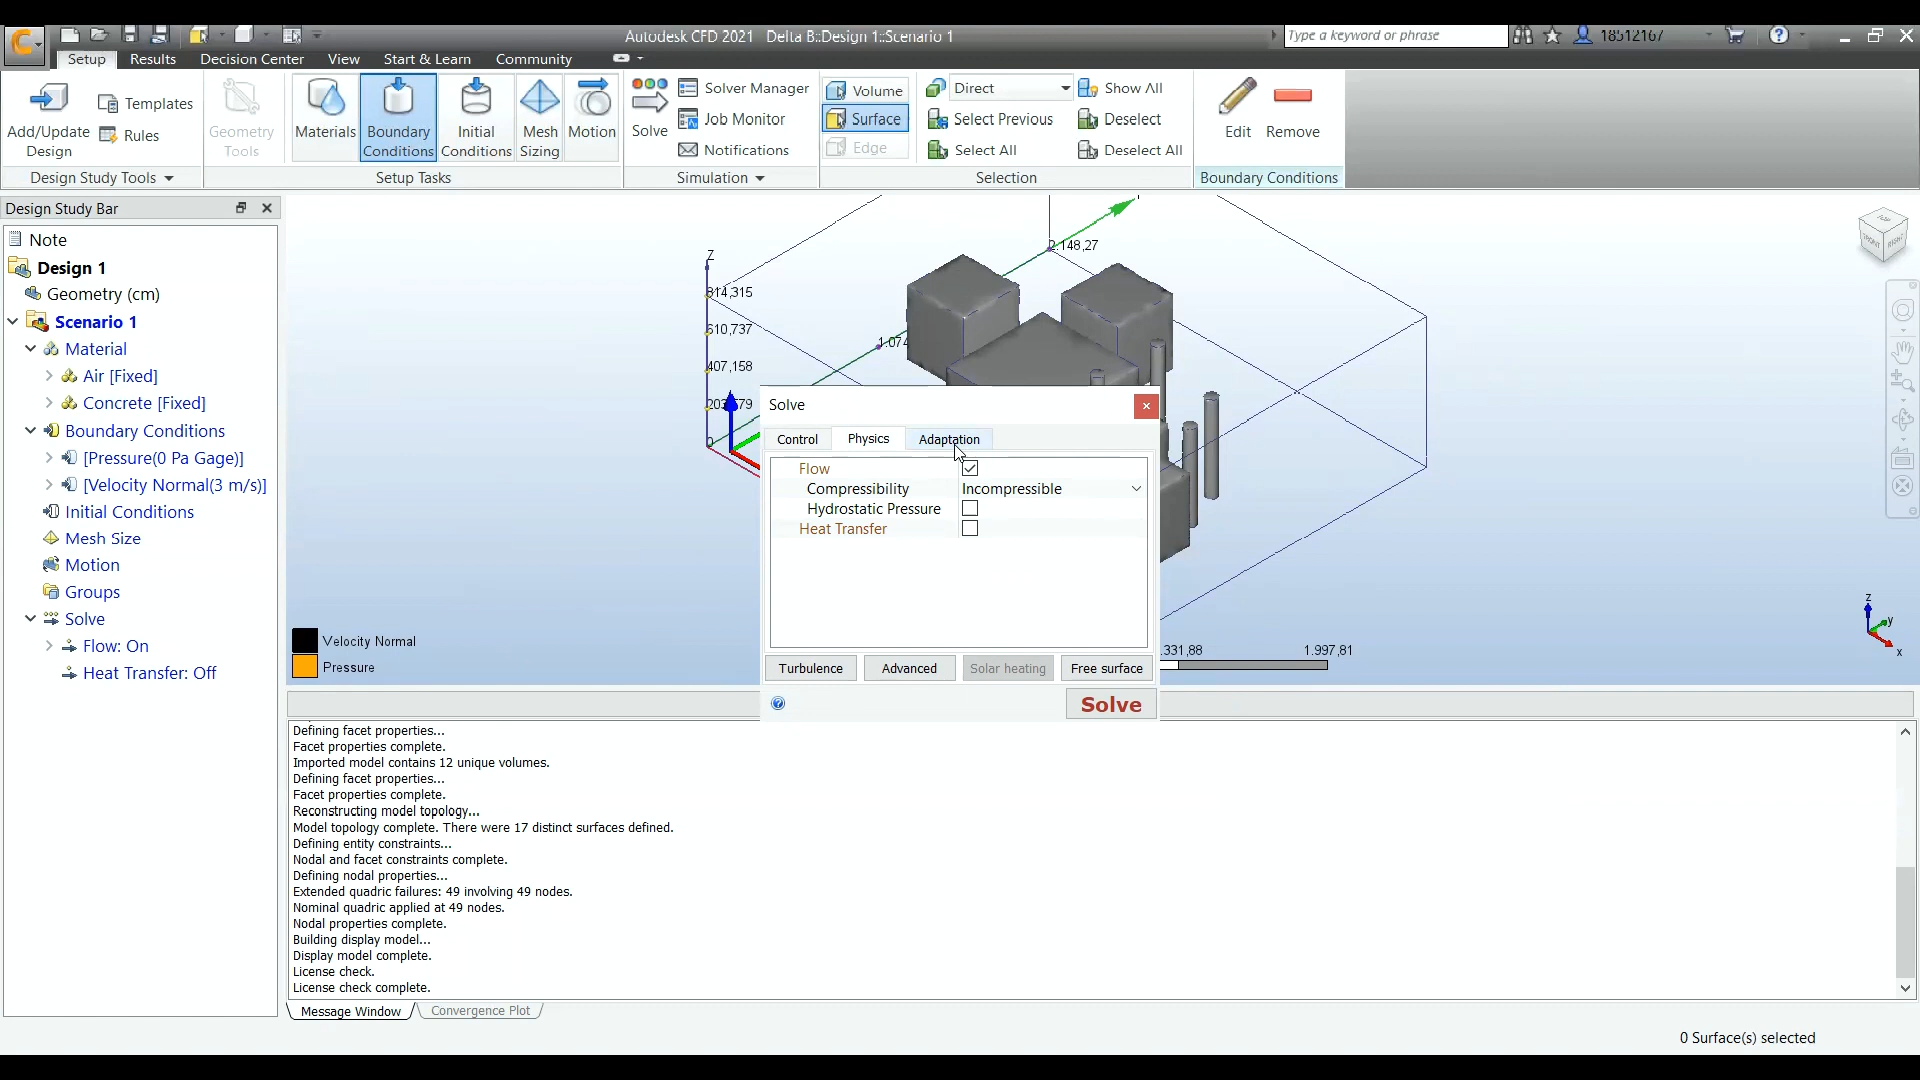 Autodesk CFD 2021 Delta B::Design 1::Scenario 1
Type a keyword or phrase
18512167
Setup Results Decision Center View Start & Learn Community
Add/Update Design
Templates
Rules
Geometry Tools
Materials
Boundary Conditions
Initial Conditions
Mesh Sizing
Motion
Solve
Solver Manager
Job Monitor
Notifications
Volume
Surface
Edge
Direct
Select Previous
Select All
Show All
Deselect
Deselect All
Edit
Remove
Design Study Tools
Setup Tasks
Simulation
Selection
Boundary Conditions
Design Study Bar
Note
Design 1
Geometry (cm)
Scenario 1
Material
Air [Fixed]
Concrete [Fixed]
Boundary Conditions
[Pressure(0 Pa Gage)]
[Velocity Normal(3 m/s)]
Initial Conditions
Mesh Size
Motion
Groups
Solve
Flow: On
Heat Transfer: Off
Z
814,315
610,737
407,158
0
2.148,27
TOP
FRONT
RIGHT
Solve
Control Physics Adaptation
Flow
Compressibility Incompressible
Hydrostatic Pressure
Heat Transfer
Turbulence Advanced Solar heating Free surface
Solve
Velocity Normal
Pressure
331,88 1.997,81
z
y
x
Defining facet properties...
Facet properties complete.
Imported model contains 12 unique volumes.
Defining facet properties...
Facet properties complete.
Reconstructing model topology...
Model topology complete. There were 17 distinct surfaces defined.
Defining entity constraints...
Nodal and facet constraints complete.
Defining nodal properties...
Extended quadric failures: 49 involving 49 nodes.
Nominal quadric applied at 49 nodes.
Nodal properties complete.
Building display model...
Display model complete.
License check.
License check complete.
Message Window Convergence Plot
0 Surface(s) selected